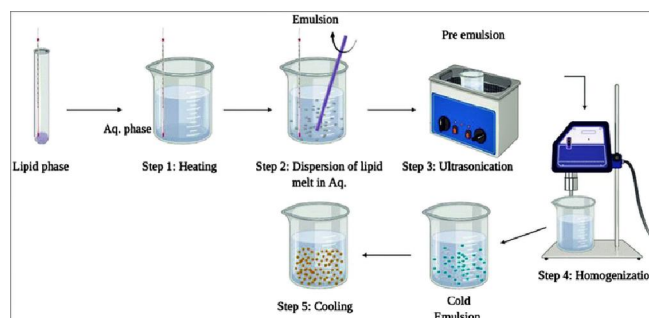 Emulsion
Pre emulsion
Aq. phase
Lipid phase
Step 1: Heating
Step 2: Dispersion of lipid
melt in Aq.
Step 3: Ultrasonication
Step 4: Homogenization
Step 5: Cooling
Cold
Emulsion